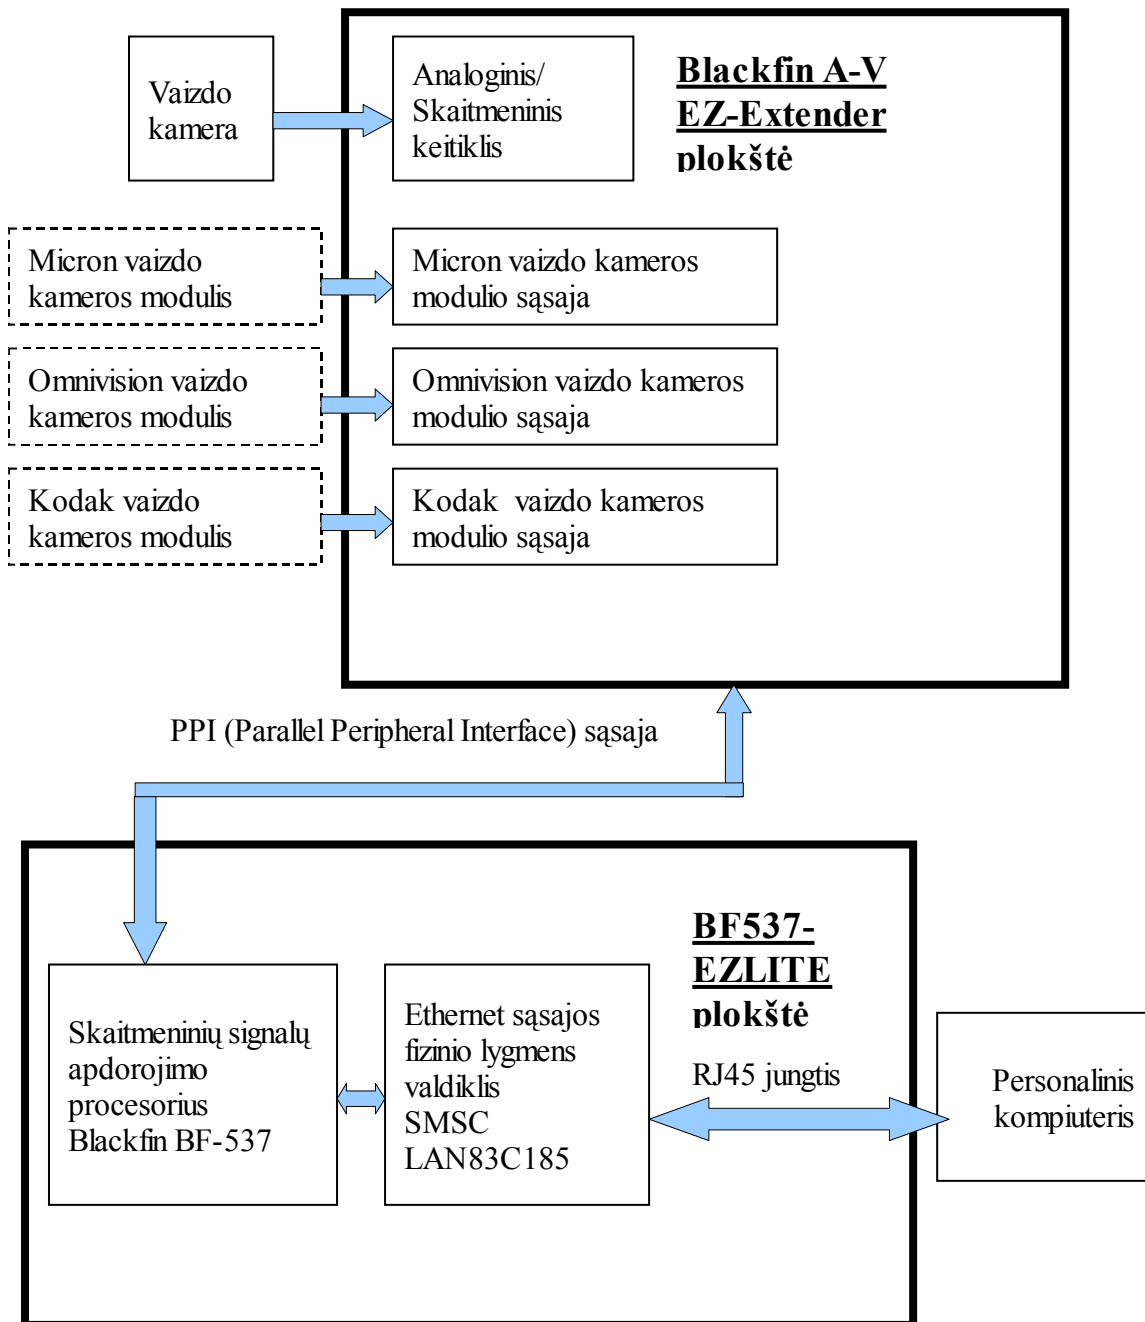 Vaizdo
kamera
Analoginis/
Skaitmeninis
keitiklis
Blackfin A-V
EZ-Extender
plokštė
Micron vaizdo
kameros modulis
Micron vaizdo kameros
modulio sąsaja
Omnivision vaizdo
kameros modulis
Omnivision vaizdo kameros
modulio sąsaja
Kodak vaizdo
kameros modulis
Kodak  vaizdo kameros
modulio sąsaja
PPI (Parallel Peripheral Interface) sąsaja
BF537-
EZLITE
plokštė
Skaitmeninių signalų
apdorojimo
procesorius
Blackfin BF-537
Ethernet sąsajos
fizinio lygmens
valdiklis
SMSC
LAN83C185
RJ45 jungtis
Personalinis
kompiuteris